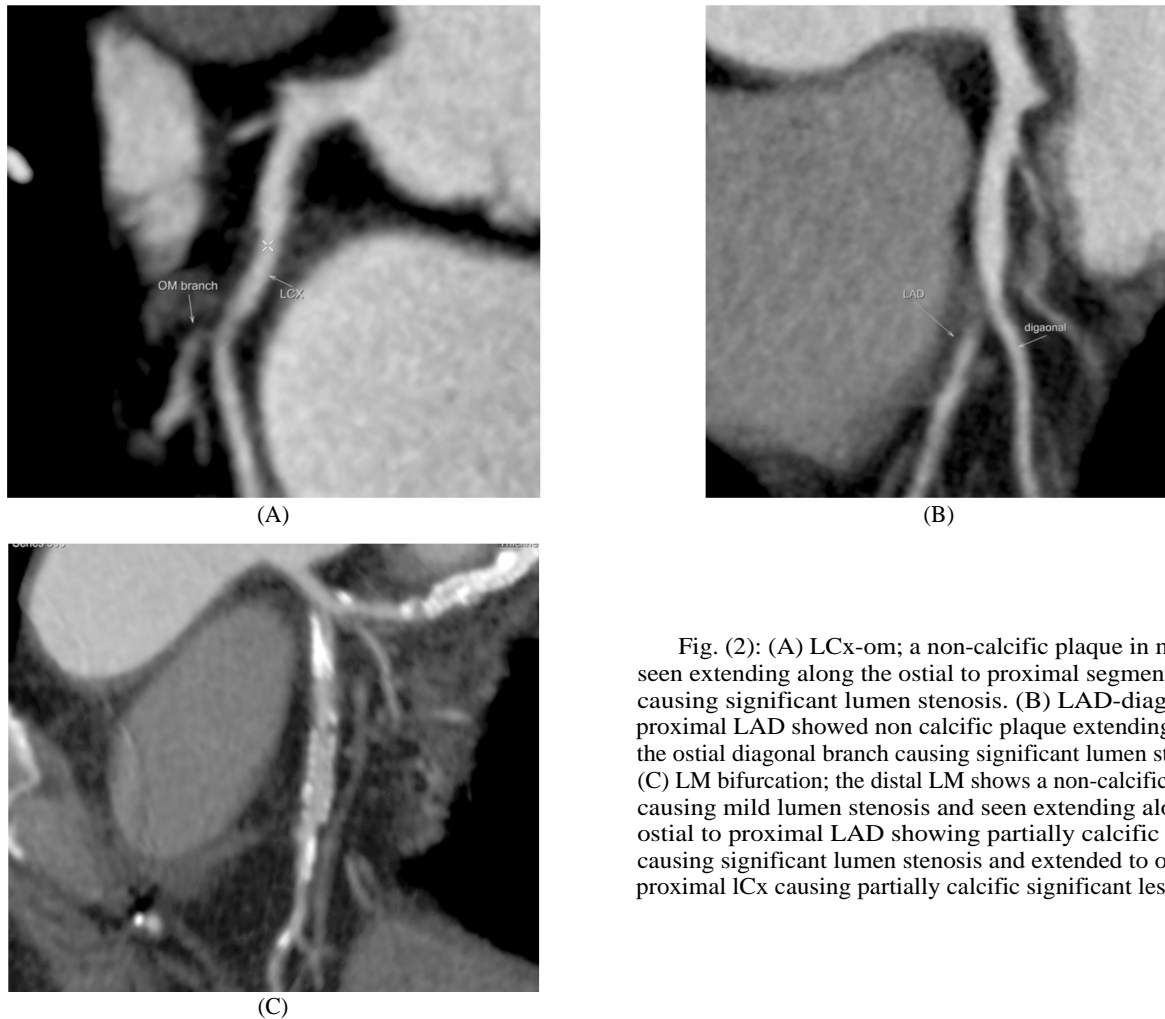 OM branch
LCX
(A)
LAD
digaonal
(B)
(C)
Fig. (2): (A) LCx-om; a non-calcific plaque in m
seen extending along the ostial to proximal segment
causing significant lumen stenosis. (B) LAD-diag
proximal LAD showed non calcific plaque extending
the ostial diagonal branch causing significant lumen st
(C) LM bifurcation; the distal LM shows a non-calcific
causing mild lumen stenosis and seen extending alo
ostial to proximal LAD showing partially calcific
causing significant lumen stenosis and extended to o
proximal lCx causing partially calcific significant les